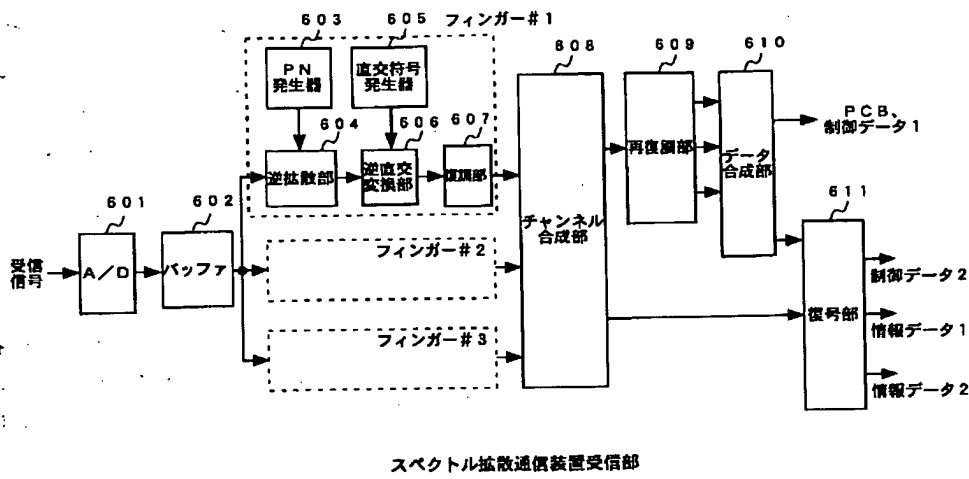 603
605
フィンガー#1
608
609
610
PN
発生器
直交符号
発生器
604
606
607
逆拡散部
逆直交
変換部
復調部
再復調部
データ
合成部
PCB、
制御データ1
601
602
611
受信
信号
A/D
バッファ
フィンガー#2
チャンネル
合成部
制御データ2
復号部
情報データ1
フィンガー#3
情報データ2
スペクトル拡散通信装置受信部